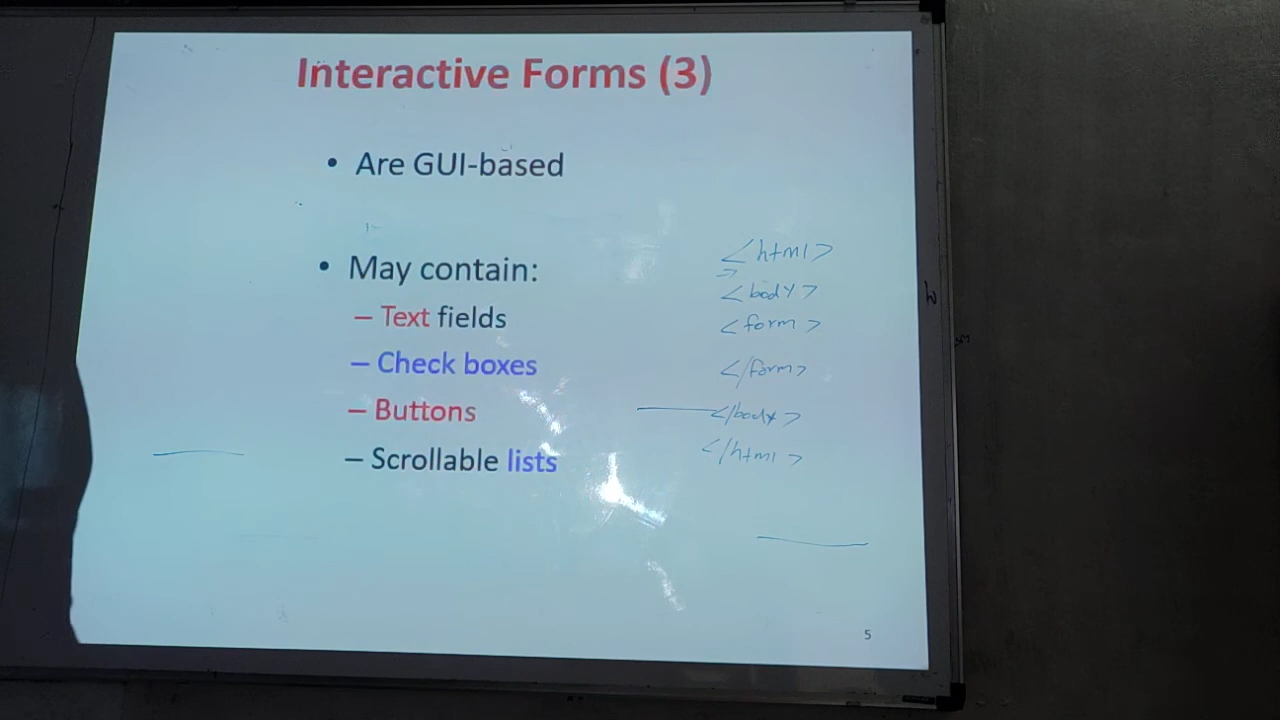 Interactive Forms (3)
• Are GUI-based
• May contain:
– Text fields
– Check boxes
– Buttons
– Scrollable lists
<html>
<body>
<form>
</form>
</body>
</html>
5